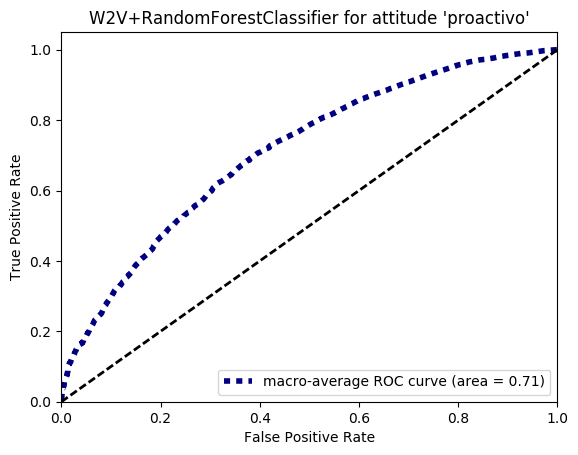 W2V+RandomForestClassifier for attitude 'proactivo'
1.0
0.8
0.6
0.4
0.2
0.0
True Positive Rate
macro-average ROC curve (area = 0.71)
0.0 0.2 0.4 0.6 0.8 1.0
False Positive Rate